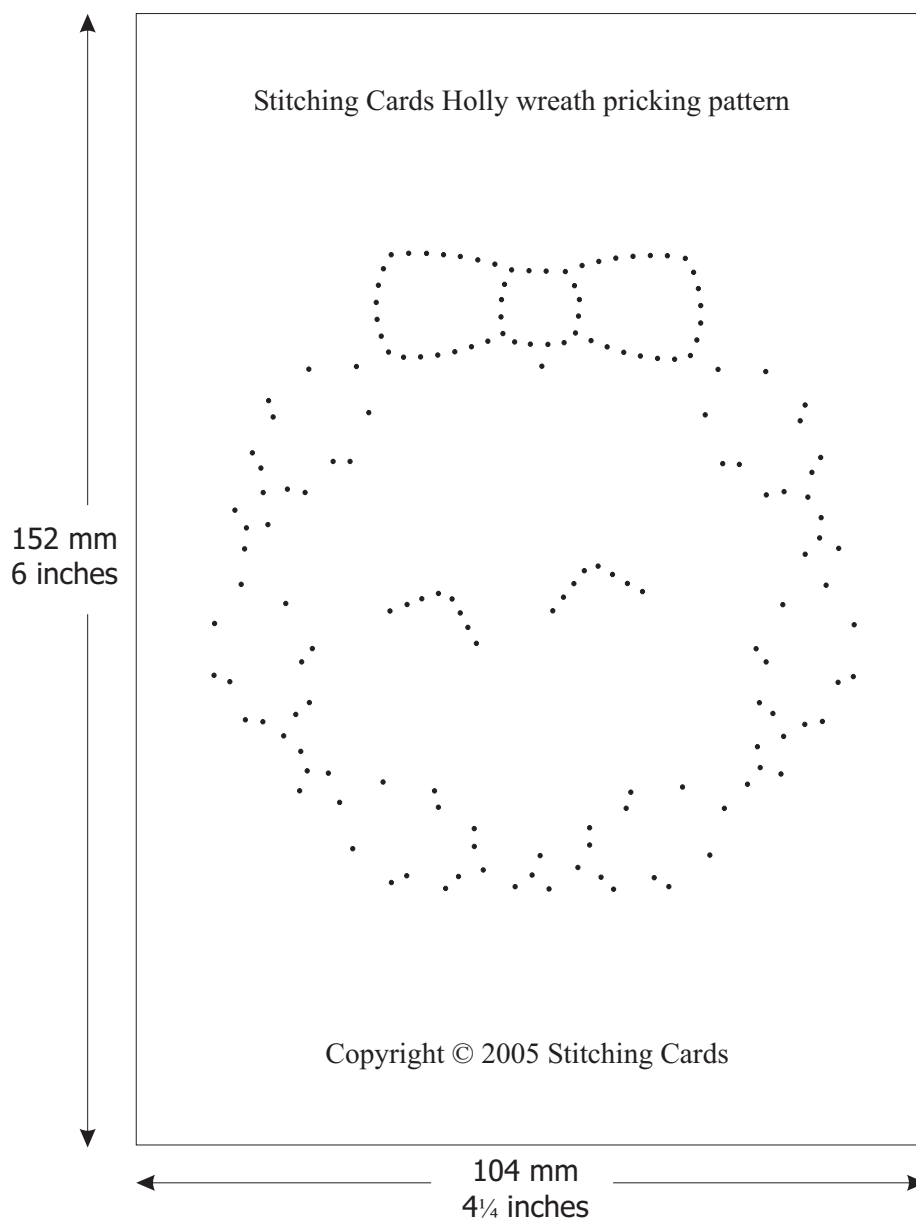 Stitching Cards Holly wreath pricking pattern
152 mm
6 inches
Copyright © 2005 Stitching Cards
104 mm
4¼ inches